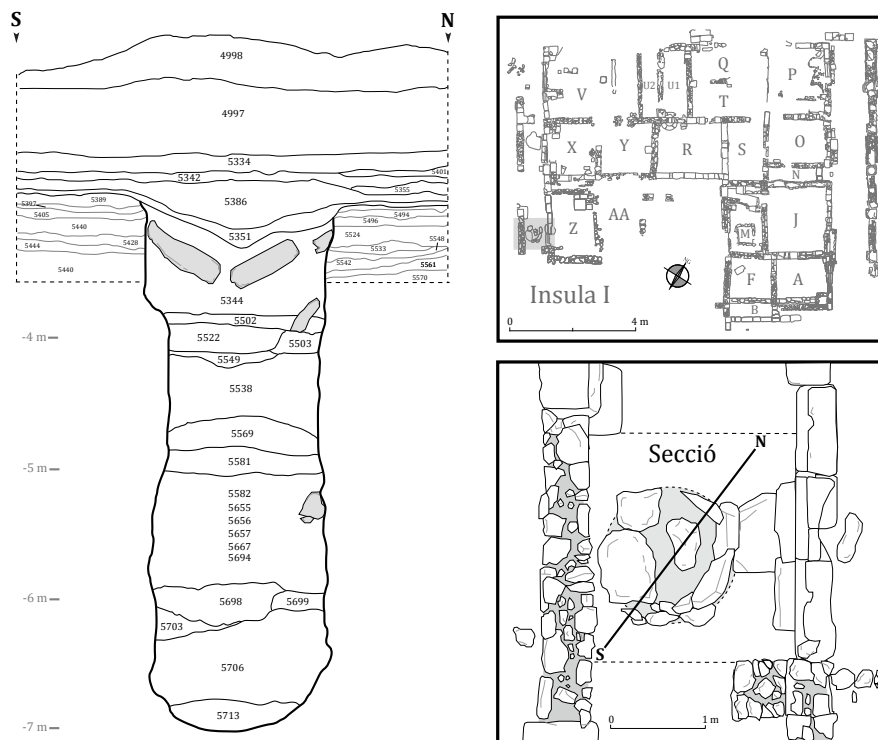 S N
4998
4997
5334
5342
5401
5355
5386
5397
5389
5405
5494
5496
5440
5351
5524
5428
5548
5444
5533
5542
5561
5440
5570
5344
5502
-4 m
5522
5503
5549
5538
5569
5581
-5 m
5582
5655
5656
5657
5667
5694
-6 m
5698
5699
5703
5706
5713
-7 m
Q
P
V
U2
U1
T
X
Y
R
S
O
N
Z
AA
M
J
F
A
B
NG
Insula I
0 4 m
Secció
N
S
0 1 m